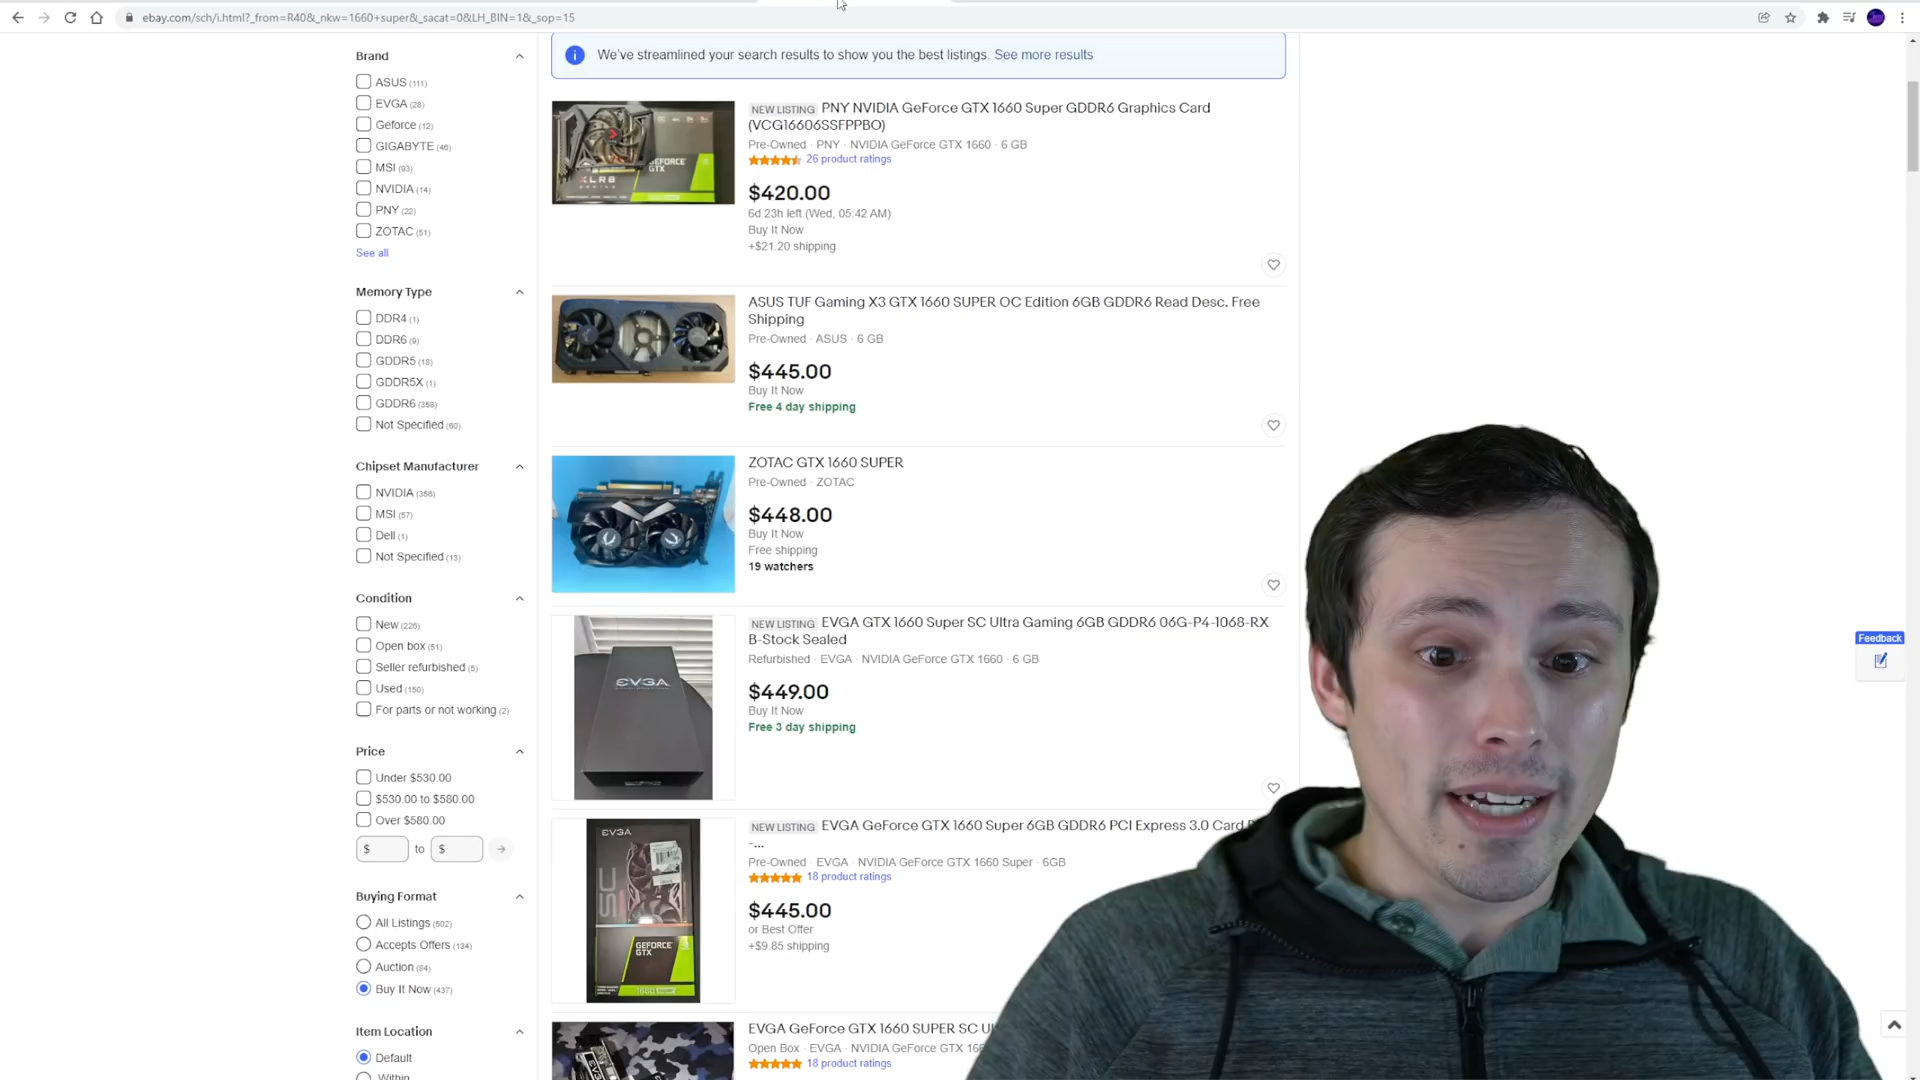 ebay.com/sch/i.html?_from=R40&_nkw=1660+super&_sacat=0&LH_BIN=1&_sop=15
We've streamlined your search results to show you the best listings. See more results
Brand
ASUS (111)
EVGA (28)
Geforce (12)
GIGABYTE (46)
MSI (93)
NVIDIA (14)
PNY (22)
ZOTAC (51)
See all
Memory Type
DDR4 (1)
DDR6 (9)
GDDR5 (18)
GDDR5X (1)
GDDR6 (358)
Not Specified (60)
Chipset Manufacturer
NVIDIA (356)
MSI (57)
Dell (1)
Not Specified (13)
Condition
New (226)
Open box (51)
Seller refurbished (5)
Used (150)
For parts or not working (2)
Price
Under $530.00
$530.00 to $580.00
Over $580.00
$ to $
Buying Format
All Listings (502)
Accepts Offers (134)
Auction (84)
Buy It Now (437)
Item Location
Default
Within
NEW LISTING PNY NVIDIA GeForce GTX 1660 Super GDDR6 Graphics Card
(VCG16606SSFPPBO)
Pre-Owned · PNY · NVIDIA GeForce GTX 1660 · 6 GB
26 product ratings
$420.00
6d 23h left (Wed, 05:42 AM)
Buy It Now
+$21.20 shipping
GEFORCE
GTX
XLR8
ASUS TUF Gaming X3 GTX 1660 SUPER OC Edition 6GB GDDR6 Read Desc. Free
Shipping
Pre-Owned · ASUS · 6 GB
$445.00
Buy It Now
Free 4 day shipping
ZOTAC GTX 1660 SUPER
Pre-Owned · ZOTAC
$448.00
Buy It Now
Free shipping
19 watchers
EVGA
NEW LISTING EVGA GTX 1660 Super SC Ultra Gaming 6GB GDDR6 06G-P4-1068-RX
B-Stock Sealed
Refurbished · EVGA · NVIDIA GeForce GTX 1660 · 6 GB
$449.00
Buy It Now
Free 3 day shipping
EVGA
SC
GEFORCE
GTX
NEW LISTING EVGA GeForce GTX 1660 Super 6GB GDDR6 PCI Express 3.0 Card
-...
Pre-Owned · EVGA · NVIDIA GeForce GTX 1660 Super · 6GB
18 product ratings
$445.00
or Best Offer
+$9.85 shipping
EVGA GeForce GTX 1660 SUPER SC
Open Box · EVGA · NVIDIA GeForce GTX
18 product ratings
Feedback